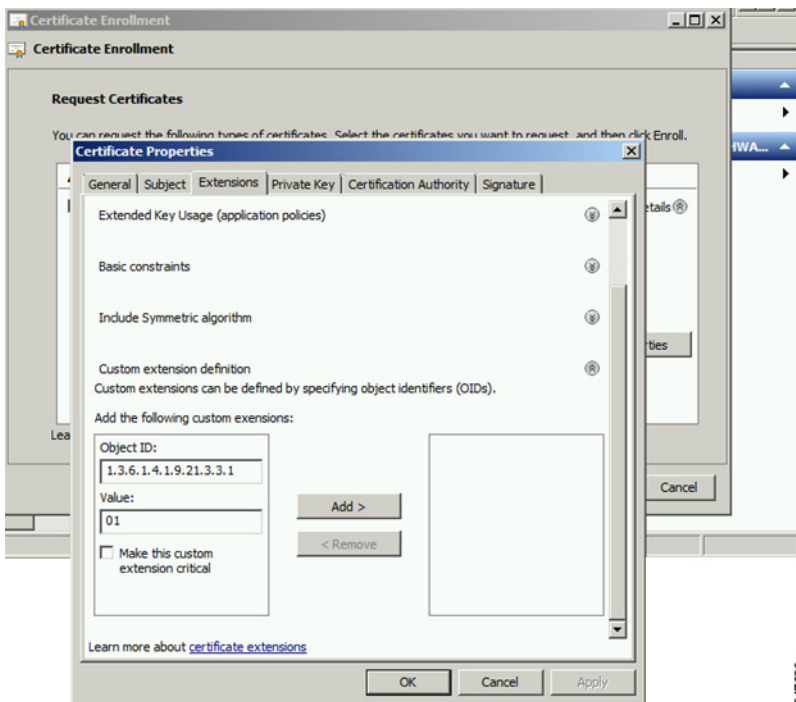 Certificate Enrollment
Certificate Enrollment
Request Certificates
You can request the following types of certificates. Select the certificates you want to request, and then click Enroll.
Certificate Properties
HWA...
General Subject Extensions Private Key Certification Authority Signature
Extended Key Usage (application policies)
etails
Basic constraints
Include Symmetric algorithm
rties
Custom extension definition
Custom extensions can be defined by specifying object identifiers (OIDs).
Add the following custom exensions:
Lea
Object ID:
1.3.6.1.4.1.9.21.3.3.1
Value:
01
Add >
Cancel
< Remove
Make this custom
extension critical
Learn more about certificate extensions
OK Cancel Apply